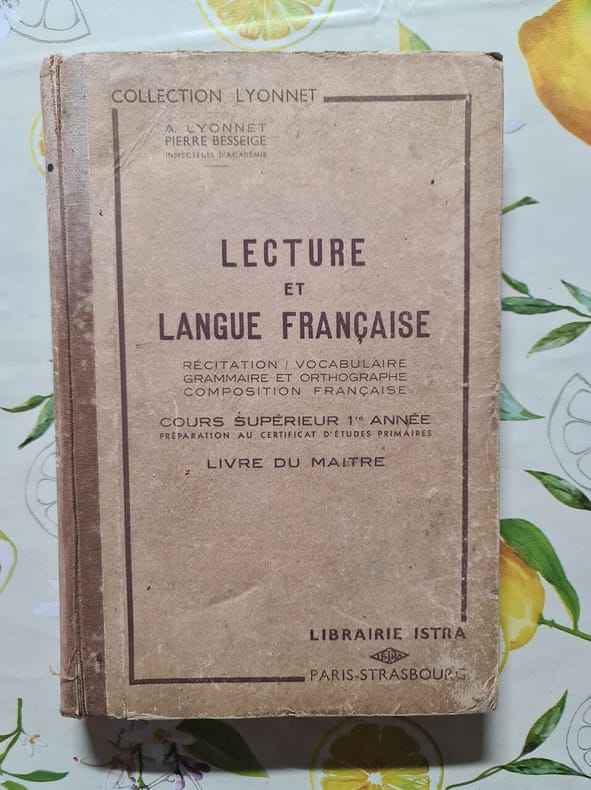 COLLECTION LYONNET
A. LYONNET
PIERRE BESSEIGE
INSPECTEURS D'ACADÉMIE
LECTURE
ET
LANGUE FRANÇAISE
RÉCITATION / VOCABULAIRE
GRAMMAIRE ET ORTHOGRAPHE
COMPOSITION FRANÇAISE
COURS SUPÉRIEUR 1re ANNÉE
PRÉPARATION AU CERTIFICAT D'ÉTUDES PRIMAIRES
LIVRE DU MAITRE
LIBRAIRIE ISTRA
ISTRA
PARIS-STRASBOURG